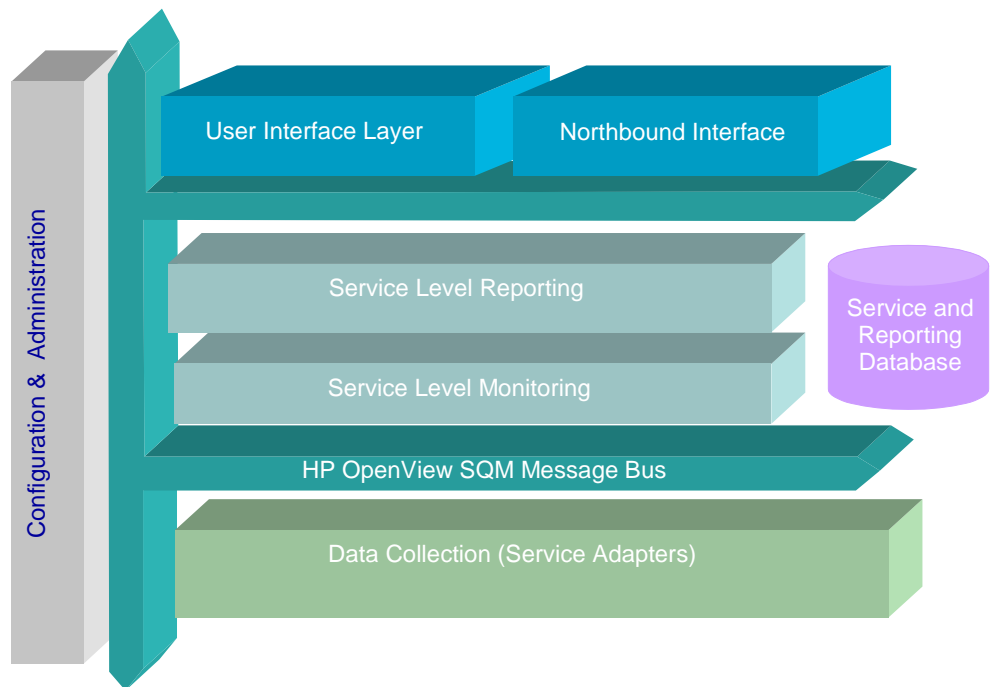 User Interface Layer
Northbound Interface
Configuration & Administration
Service Level Reporting
Service and
Reporting
Database
Service Level Monitoring
HP OpenView SQM Message Bus
Data Collection (Service Adapters)